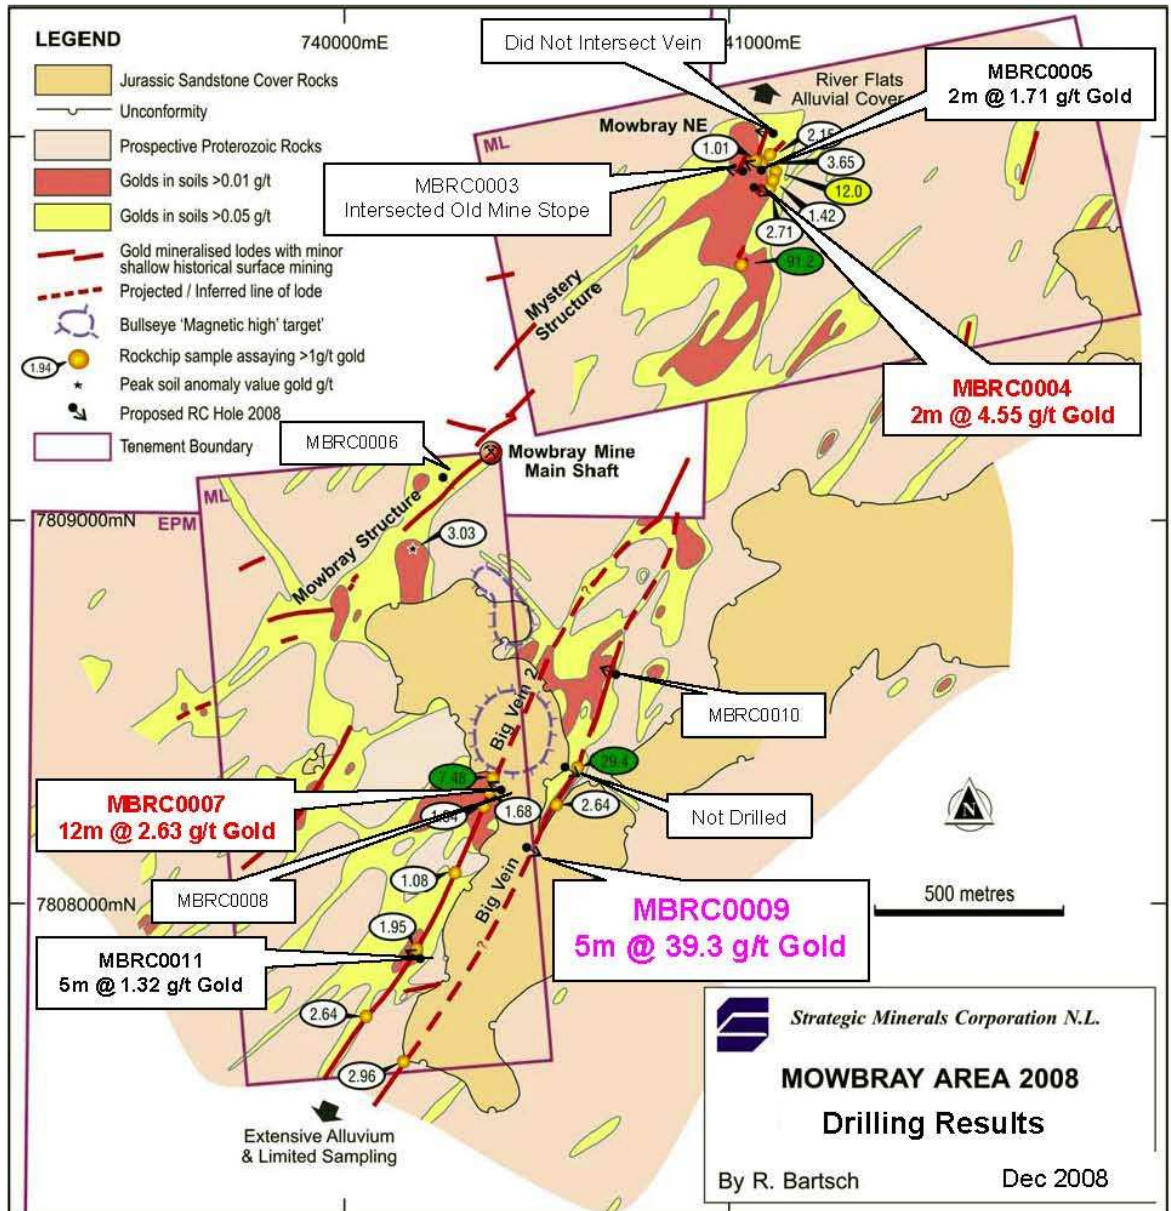 LEGEND
Jurassic Sandstone Cover Rocks
Unconformity
Prospective Proterozoic Rocks
Golds in soils >0.01 g/t
Golds in soils >0.05 g/t
Gold mineralised lodes with minor
shallow historical surface mining
Projected / Inferred line of lode
Bullseye ‘Magnetic high’ target’
1.94
Rockchip sample assaying >1g/t gold
Peak soil anomaly value gold g/t
Proposed RC Hole 2008
Tenement Boundary
740000mE
41000mE
Did Not Intersect Vein
River Flats
Alluvial Cover
MBRC0005
2m @ 1.71 g/t Gold
ML
Mowbray NE
1.01
2.15
3.65
12.0
1.42
2.71
91.2
MBRC0003
Intersected Old Mine Stope
Mystery
Structure
MBRC0004
2m @ 4.55 g/t Gold
MBRC0006
Mowbray Mine
Main Shaft
ML
EPM
7809000mN
Mowbray Structure
3.03
?
Big Vein 2
MBRC0010
7.48
29.4
MBRC0007
12m @ 2.63 g/t Gold
1.68
2.64
Not Drilled
MBRC0008
1.08
Big Vein
N
7808000mN
MBRC0009
5m @ 39.3 g/t Gold
500 metres
1.95
?
MBRC0011
5m @ 1.32 g/t Gold
2.64
2.96
Extensive Alluvium
& Limited Sampling
Strategic Minerals Corporation N.L.
MOWBRAY AREA 2008
Drilling Results
By R. Bartsch
Dec 2008